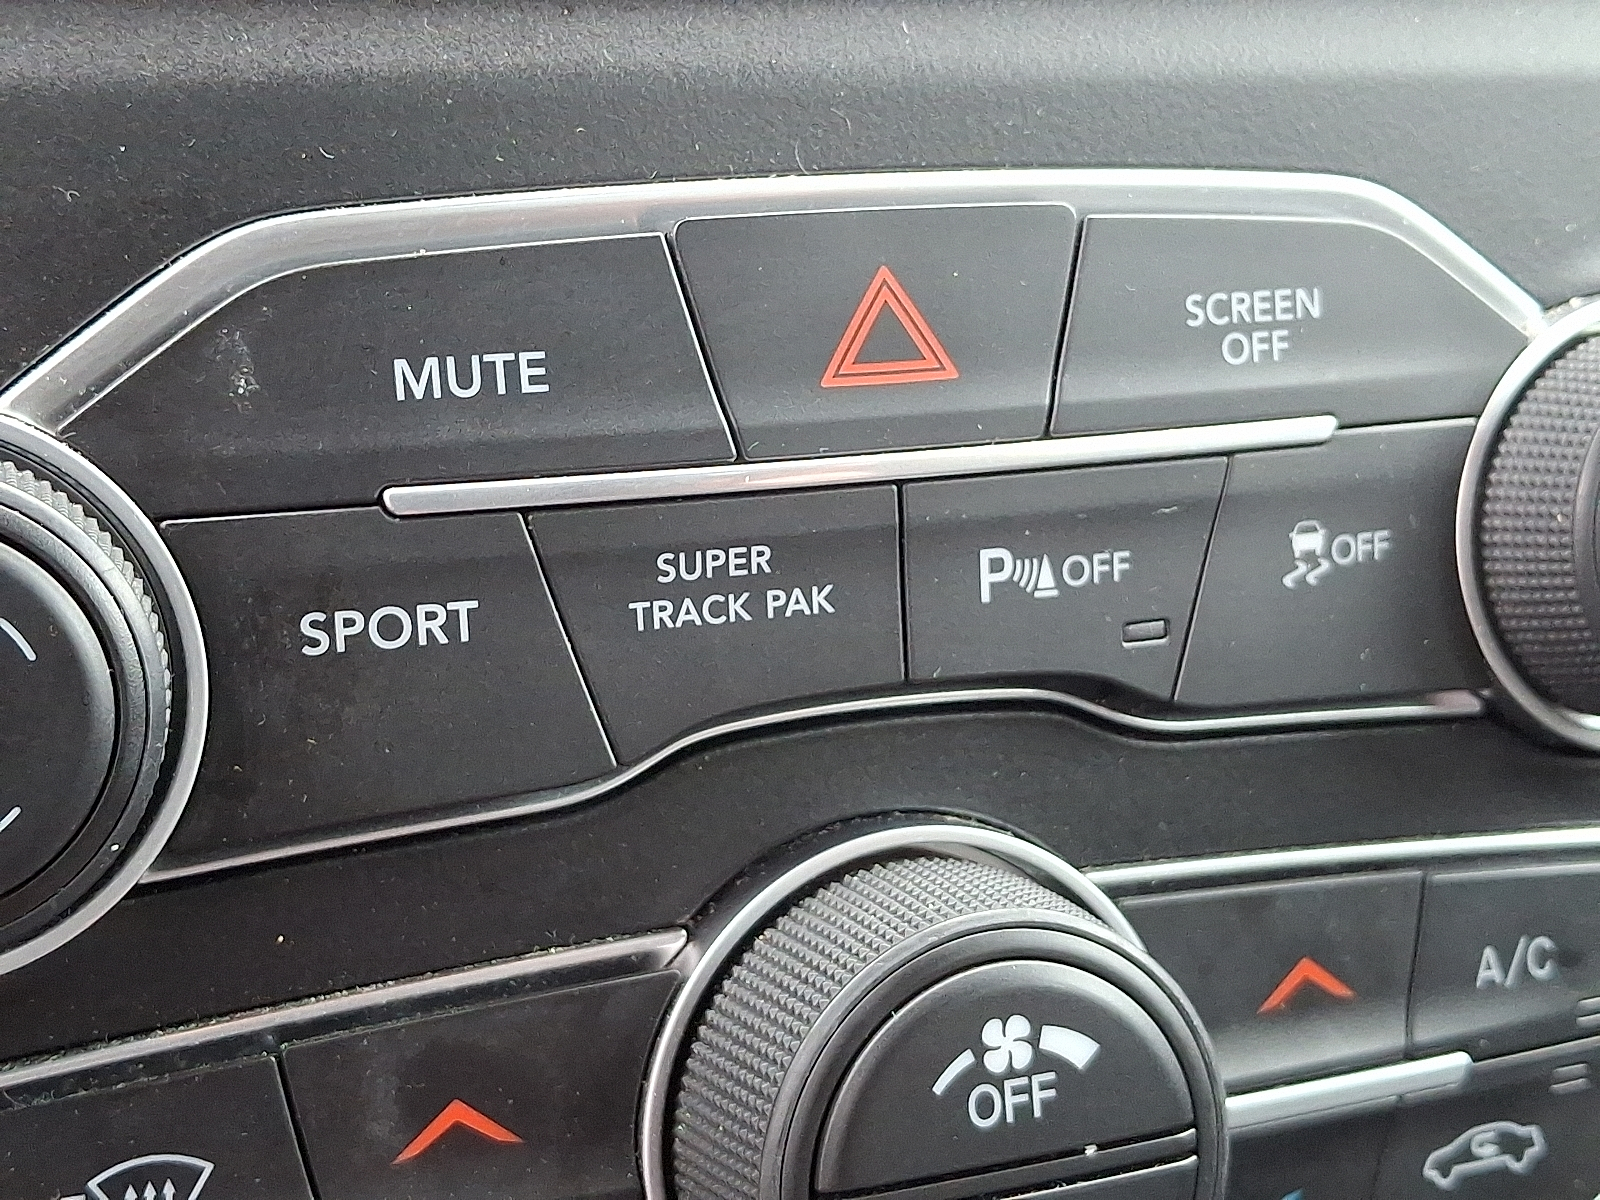 MUTE
SCREEN
OFF
SPORT
SUPER
TRACK PAK
P OFF
OFF
A/C
OFF